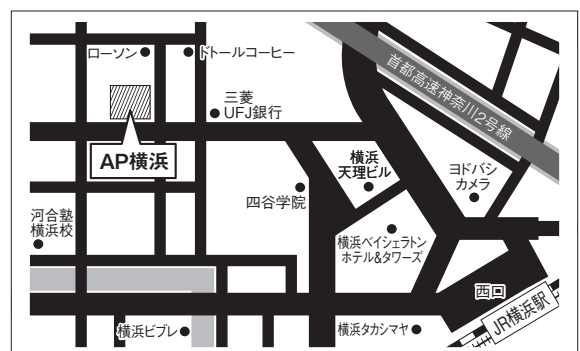 ローソン
ドトールコーヒー
首都高速神奈川2号線
三菱
UFJ銀行
AP横浜
横浜
天理ビル
ヨドバシ
カメラ
四谷学院
河合塾
横浜校
横浜ベイシェラトン
ホテル&タワーズ
西口
JR横浜駅
横浜ビブレ
横浜タカシマヤ